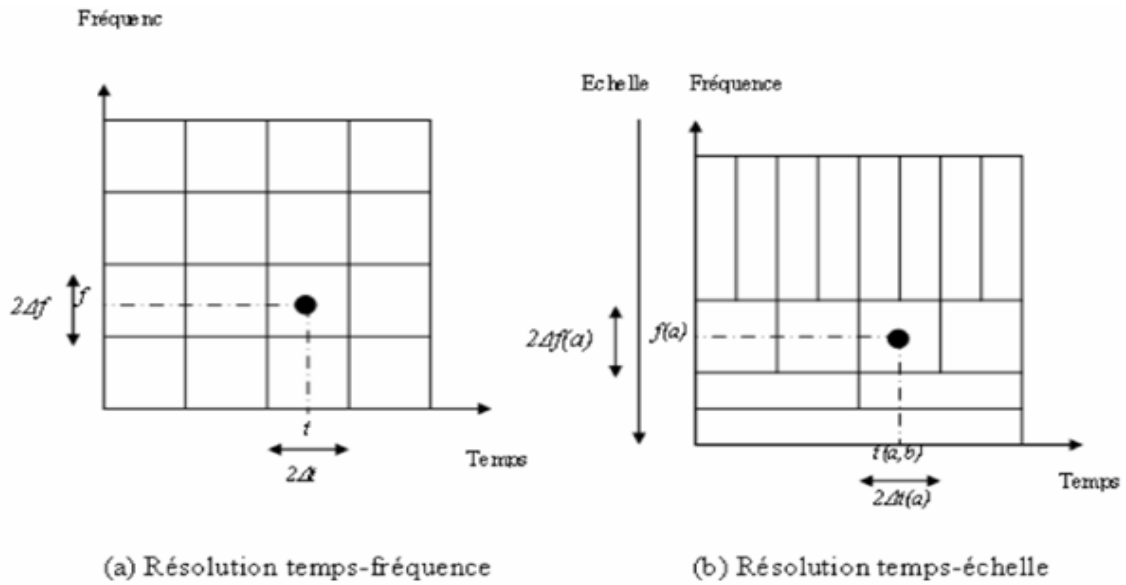 Fréquenc
Echelle
Fréquence
2Δf
f
2Δf(a)
f(a)
t
2Δt
Temps
t(a,b)
2Δt(a)
Temps
(a) Résolution temps-fréquence
(b) Résolution temps-échelle